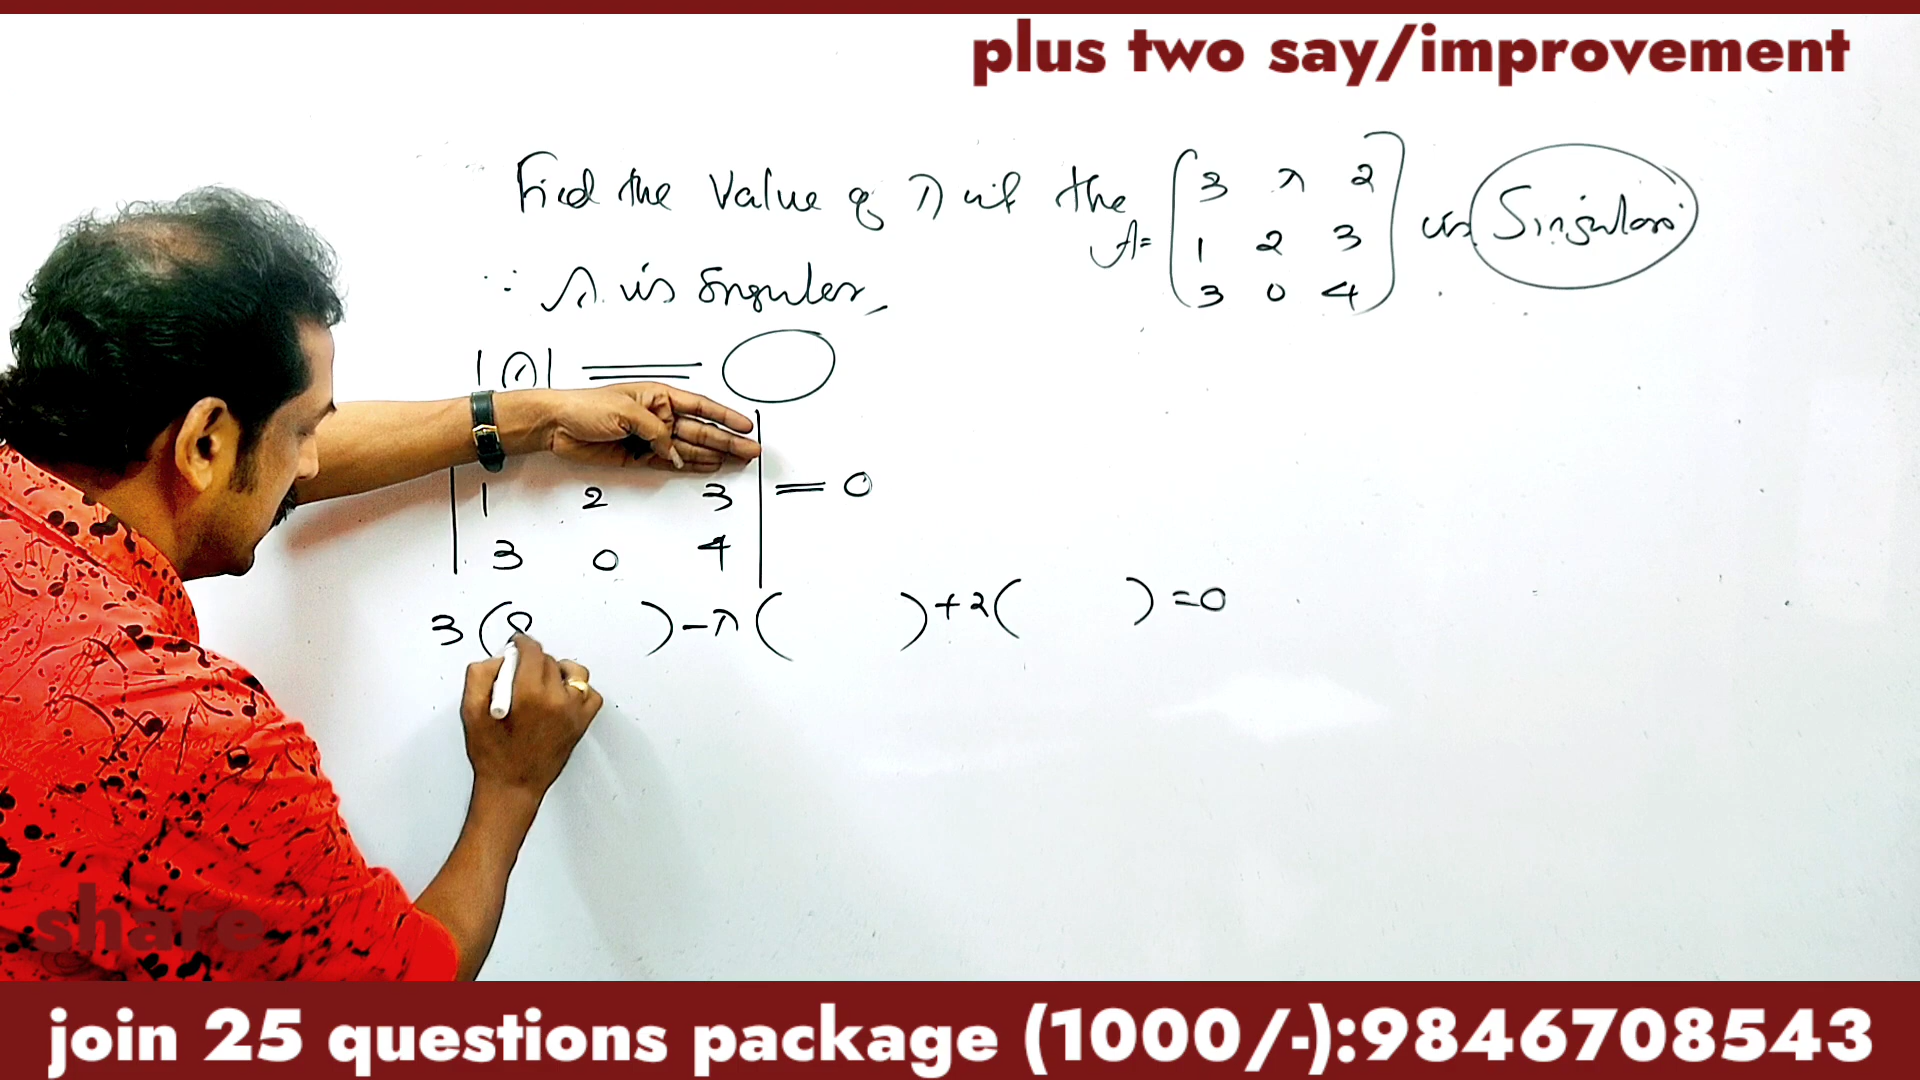 plus two say/improvement
Find the Value of λ if the
A= [3 λ 2
1 2 3
3 0 4] is Singular
∵ A is Singular,
|A| = 0
1 2 3 = 0
3 0 4
3(8 ) - λ( ) + 2( ) = 0
share
join 25 questions package (1000/-):9846708543